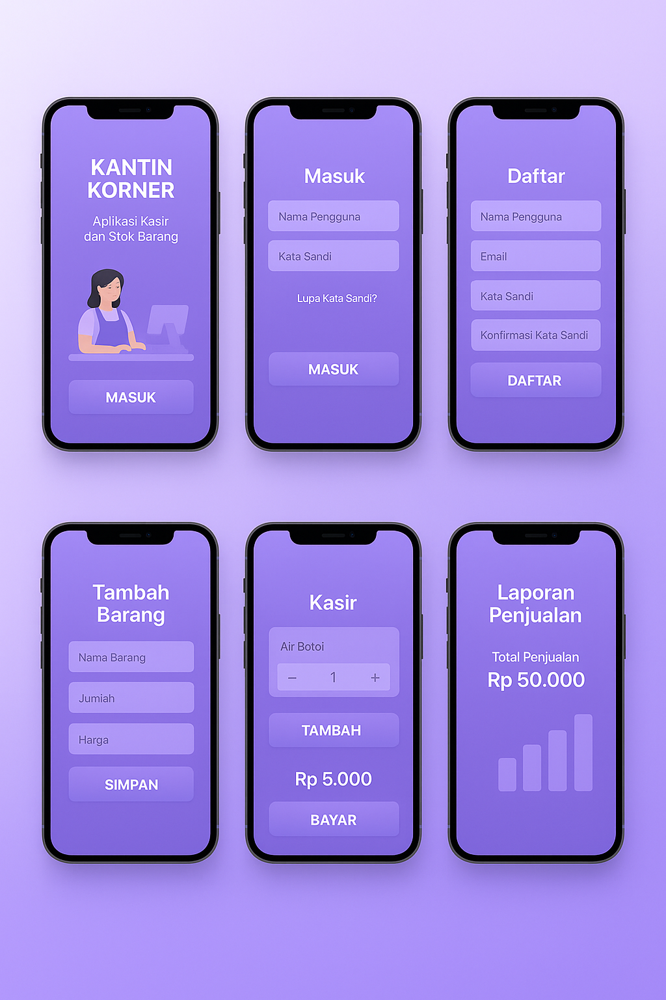 KANTIN
KORNER
Aplikasi Kasir
dan Stok Barang
MASUK
Masuk
Nama Pengguna
Kata Sandi
Lupa Kata Sandi?
MASUK
Daftar
Nama Pengguna
Email
Kata Sandi
Konfirmasi Kata Sandi
DAFTAR
Tambah
Barang
Nama Barang
Jumiah
Harga
SIMPAN
Kasir
Air Botoi
− 1 +
TAMBAH
Rp 5.000
BAYAR
Laporan
Penjualan
Total Penjualan
Rp 50.000